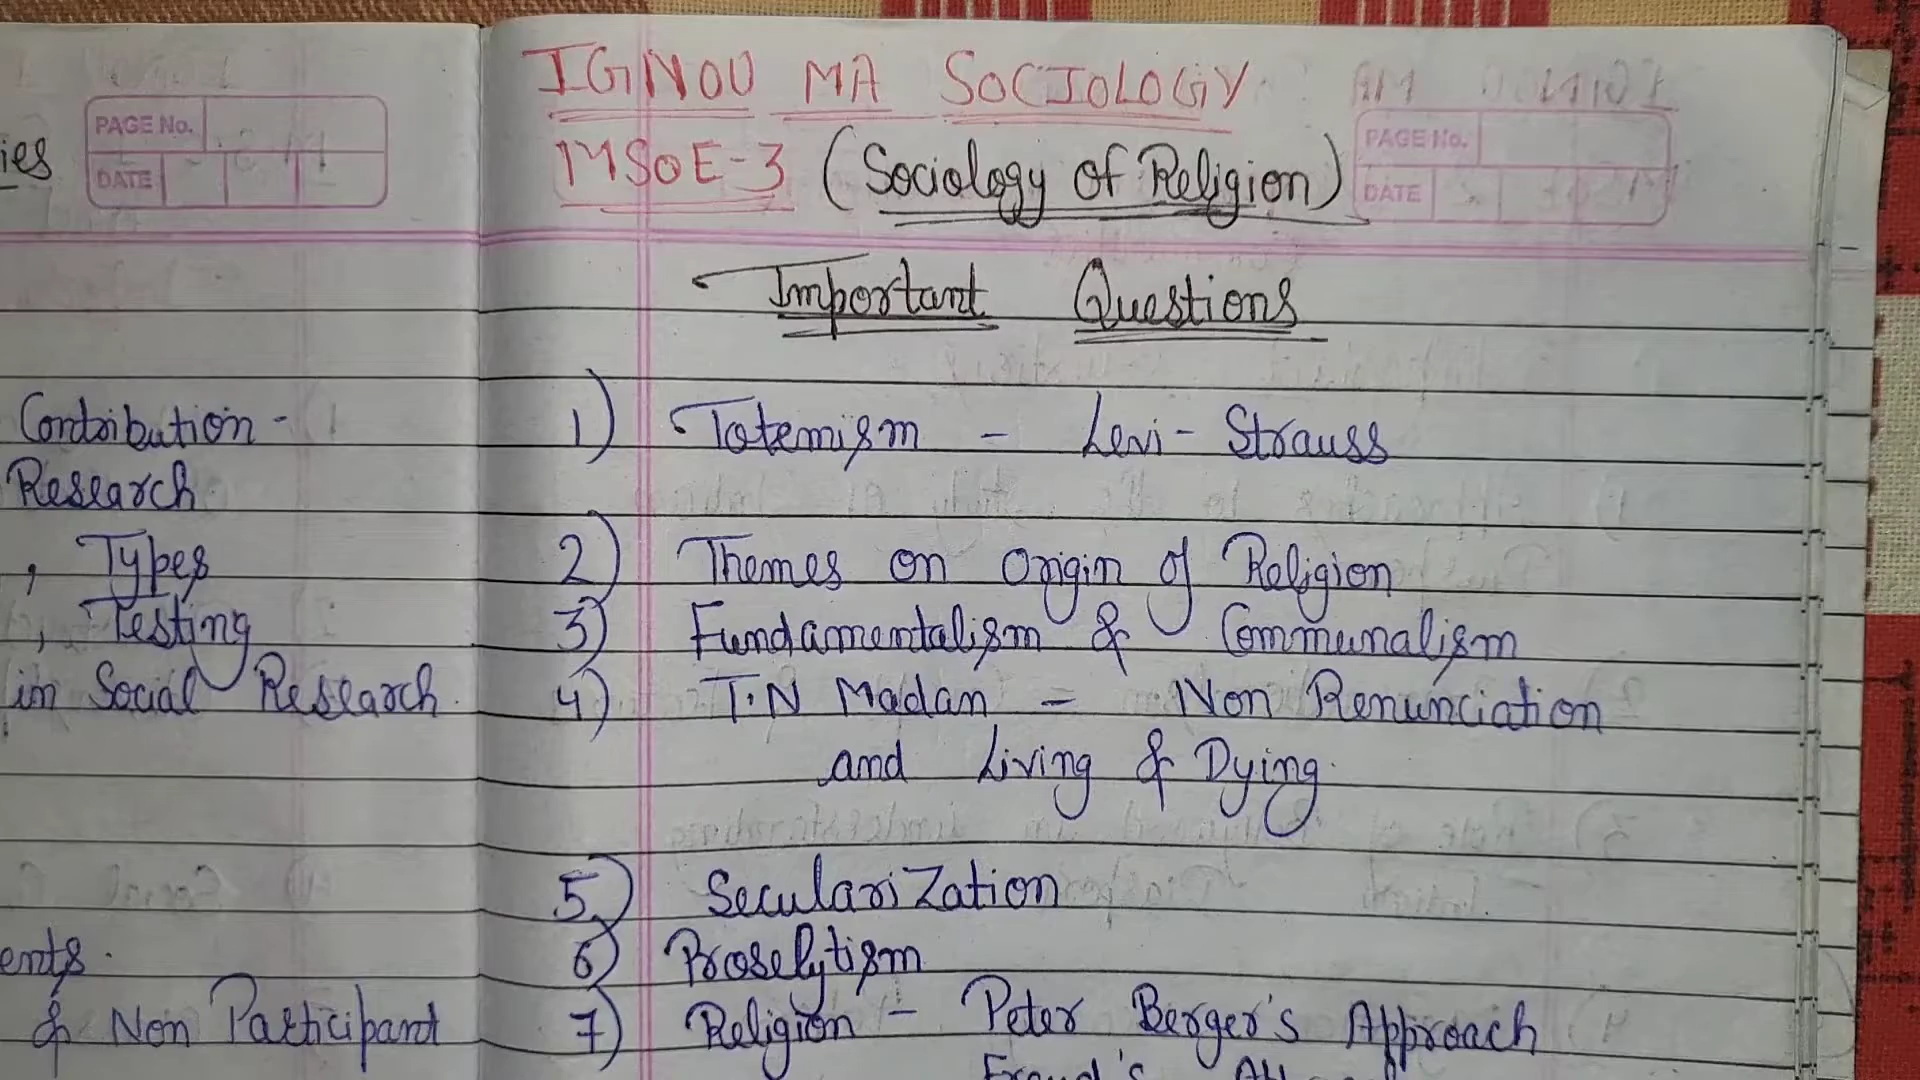 ies
PAGE No.
DATE
Contribution -
Research
, Types
, Testing
in Social Research.
ents.
& Non Participant
IGNOU MA SOCIOLOGY
MSOE-3 (Sociology of Religion)
PAGE No.
DATE
Important Questions
1) Totemism - Levi-Strauss
2) Themes on Origin of Religion
3) Fundamentalism & Communalism
4) T.N Madan - Non Renunciation
and Living & Dying.
5) Secularization
6) Proselytism
7) Religion - Peter Berger's Approach